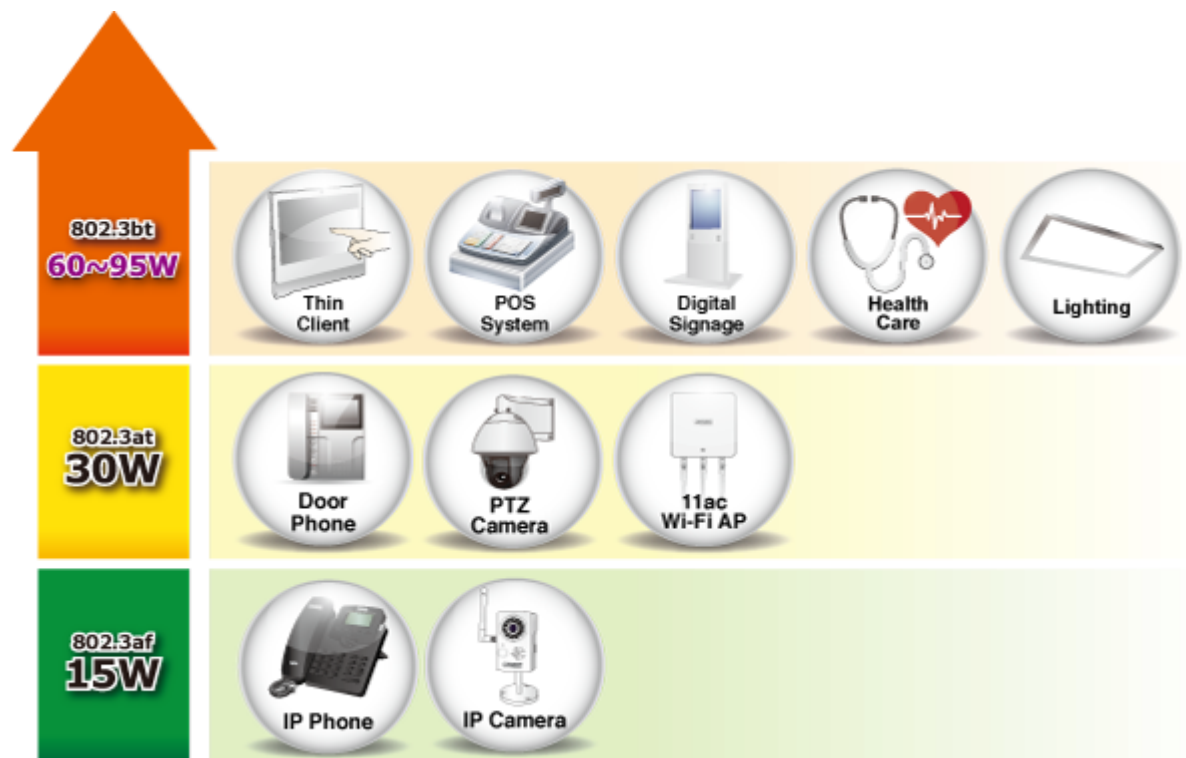 802.3bt
60~95W
Thin
Client
POS
System
Digital
Signage
Health
Care
Lighting
802.3at
30W
Door
Phone
PTZ
Camera
11ac
Wi-Fi AP
802.3af
15W
IP Phone
IP Camera